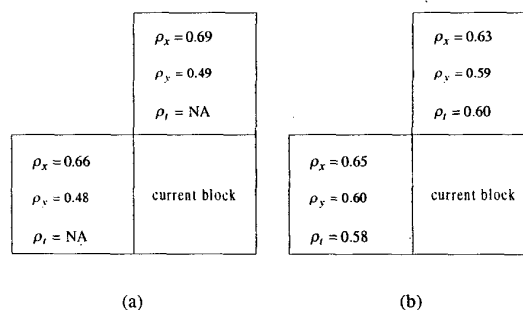 ρx = 0.69
ρy = 0.49
ρt = NA
ρx = 0.66
ρy = 0.48
ρt = NA
current block
(a)
ρx = 0.63
ρy = 0.59
ρt = 0.60
ρx = 0.65
ρy = 0.60
ρt = 0.58
current block
(b)